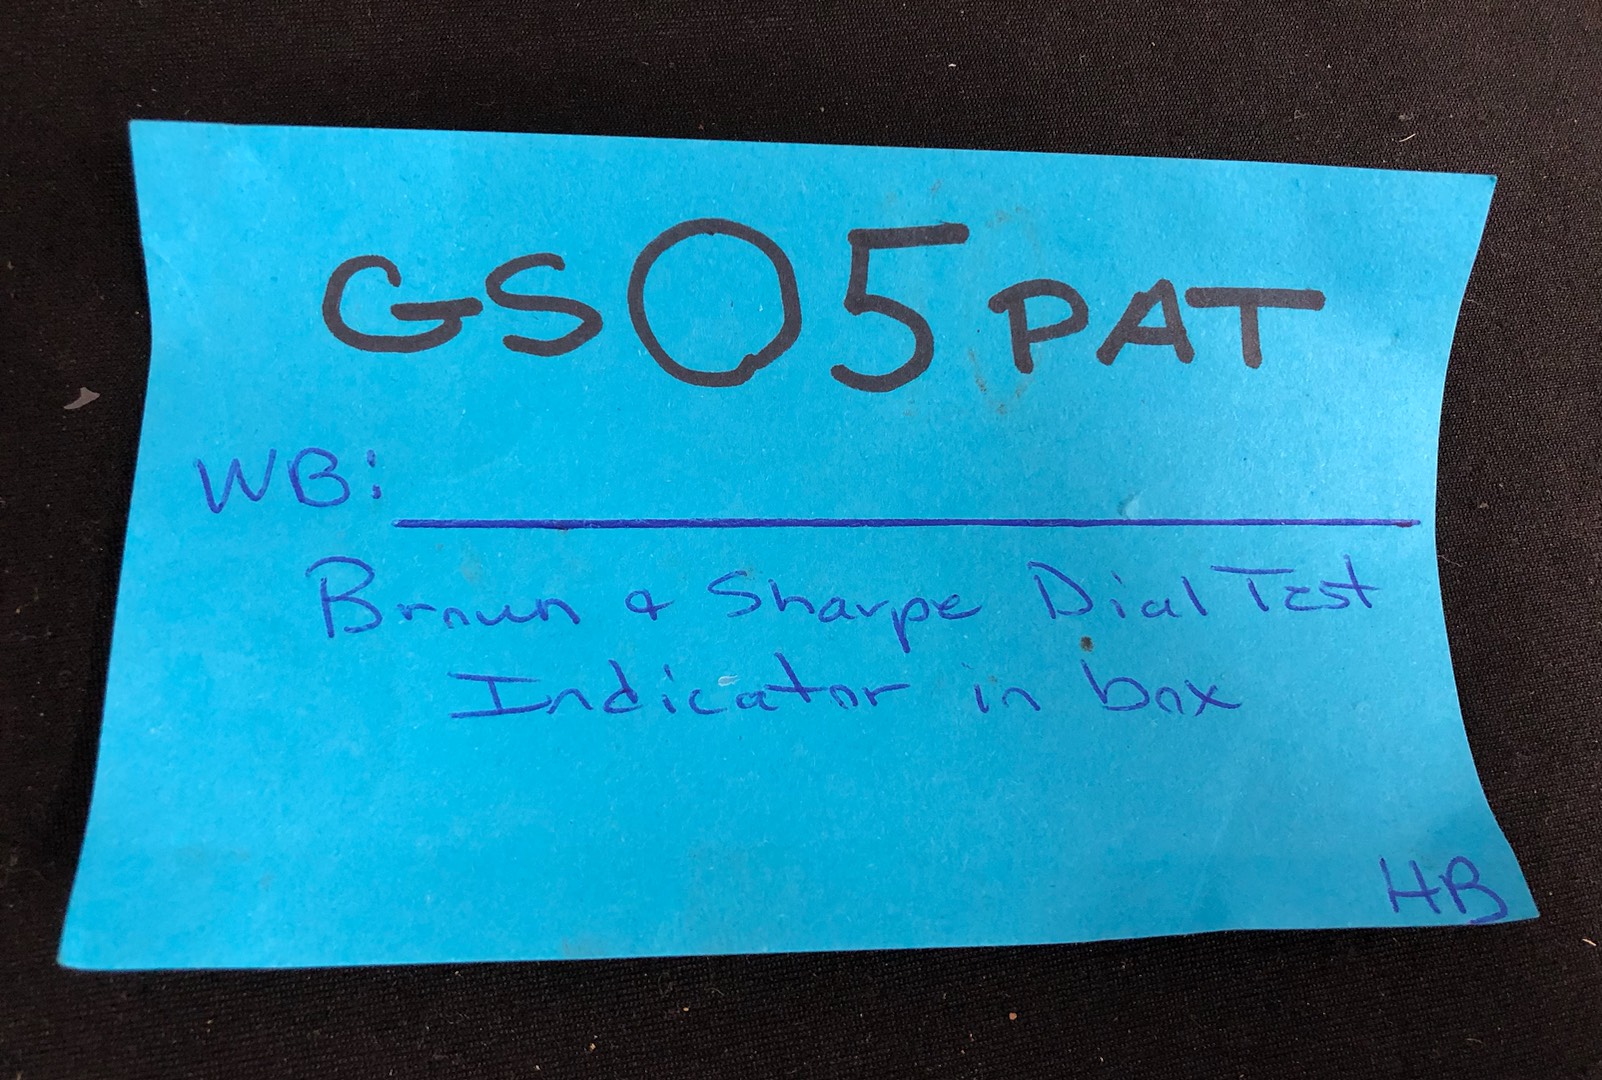 GS05PAT
WB:
Brown & Sharpe Dial Test
Indicator in box
HB